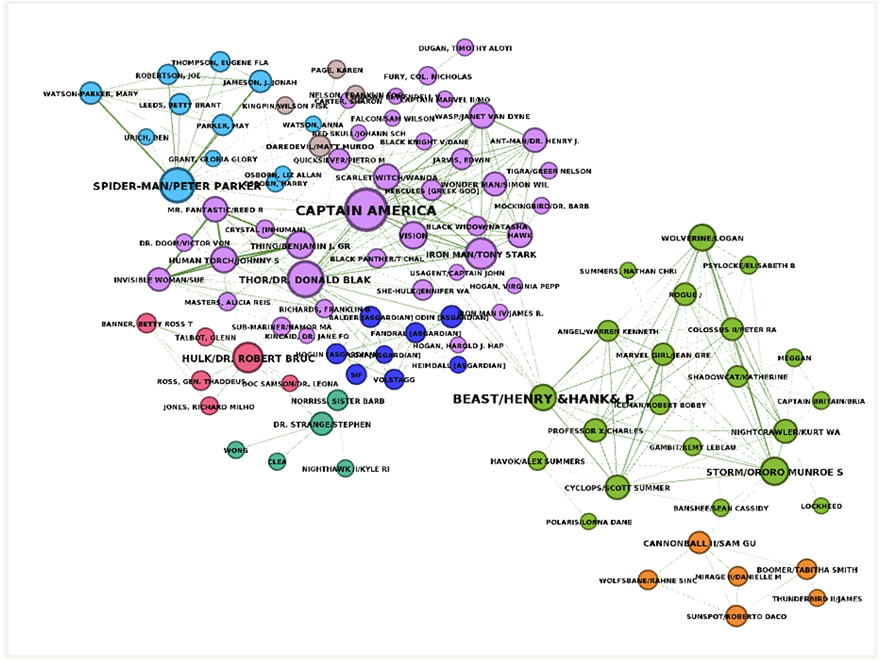 DUGAN, TIMOTHY ALOYI
THOMPSON, EUGENE FLA
PAGE, KAREN
ROBERTSON, JOE
FURY, COL. NICHOLAS
JAMESON, J. JONAH
WATSON-PARKER, MARY
NELSON, FRANKLIN
CARTER, SHARON
CAPTAIN MARVEL II/MO
LEEDS, BETTY BRANT
KINGPIN/WILSON FISK
WASP/JANET VAN DYNE
FALCON/SAM WILSON
PARKER, MAY
WATSON, ANNA
RED SKULL/JOHANN SCH
URICH, BEN
BLACK KNIGHT V/DANE
ANT-MAN/DR. HENRY J.
DAREDEVIL/MATT MURDO
GRANT, GLORIA GLORY
QUICKSILVER/PIETRO M
JARVIS, EDWIN
TIGRA/GREER NELSON
OSBORN, LIZ ALLAN
SCARLET WITCH/WANDA
OSBORN, HARRY
SPIDER-MAN/PETER PARKER
WONDER MAN/SIMON WIL
HERCULES [GREEK GOD]
MOCKINGBIRD/DR. BARB
MR. FANTASTIC/REED R
CAPTAIN AMERICA
CRYSTAL [INHUMAN]
BLACK WIDOW/NATASHA
VISION
HAWK
WOLVERINE/LOGAN
DR. DOOM/VICTOR VON
THING/BENJAMIN J. GR
IRON MAN/TONY STARK
HUMAN TORCH/JOHNNY S
BLACK PANTHER/T'CHAL
PSYLOCKE/ELISABETH B
SUMMERS, NATHAN CHRI
USAGENT/CAPTAIN JOHN
INVISIBLE WOMAN/SUE
THOR/DR. DONALD BLAK
HOGAN, VIRGINIA PEPP
SHE-HULK/JENNIFER WA
ROGUE /
MASTERS, ALICIA REIS
RICHARDS, FRANKLIN B
BALDER [ASGARDIAN]
ODIN [ASGARDIAN]
IRON MAN IV/JAMES R.
BANNER, BETTY ROSS T
SUB-MARINER/NAMOR MA
ANGEL/WARREN KENNETH
COLOSSUS II/PETER RA
TALBOT, GLENN
KINCAID, DR. JANE FO
FANDRAL [ASGARDIAN]
HOGAN, HAROLD J. HAP
HULK/DR. ROBERT BRUC
HOGUN [ASGARDIAN]
MARVEL GIRL/JEAN GRE
MEGGAN
HEIMDALL [ASGARDIAN]
SIF
VOLSTAGG
SHADOWCAT/KATHERINE
ROSS, GEN. THADDEUS
DOC SAMSON/DR. LEONA
BEAST/HENRY &HANK& P
NORRISS, SISTER BARB
CAPTAIN BRITAIN/BRIA
JONES, RICHARD MILHO
ICEMAN/ROBERT BOBBY
DR. STRANGE/STEPHEN
PROFESSOR X/CHARLES
NIGHTCRAWLER/KURT WA
WONG
GAMBIT/REMY LEBEAU
CLEA
HAVOK/ALEX SUMMERS
NIGHTHAWK II/KYLE RI
STORM/ORORO MUNROE S
CYCLOPS/SCOTT SUMMER
BANSHEE/SEAN CASSIDY
LOCKHEED
POLARIS/LORNA DANE
CANNONBALL II/SAM GU
BOOMER/TABITHA SMITH
WOLFSBANE/RAHNE SINC
MIRAGE II/DANIELLE M
THUNDERBIRD II/JAMES
SUNSPOT/ROBERTO DACO